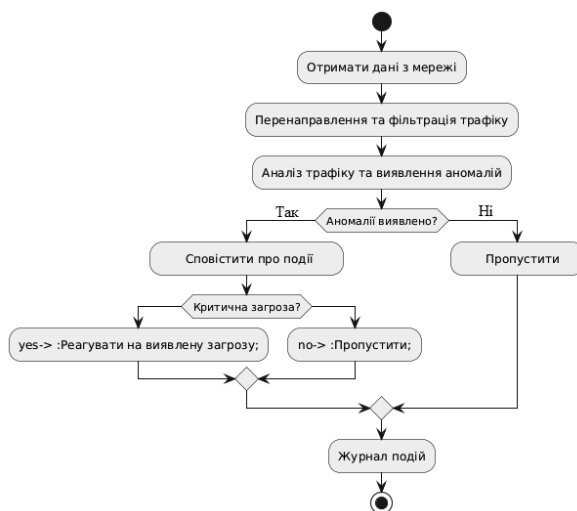 Отримати дані з мережі
Перенаправлення та фільтрація трафіку
Аналіз трафіку та виявлення аномалій
Так
Аномалії виявлено?
Ні
Сповістити про події
Пропустити
Критична загроза?
yes-> :Реагувати на виявлену загрозу;
no-> :Пропустити;
Журнал подій